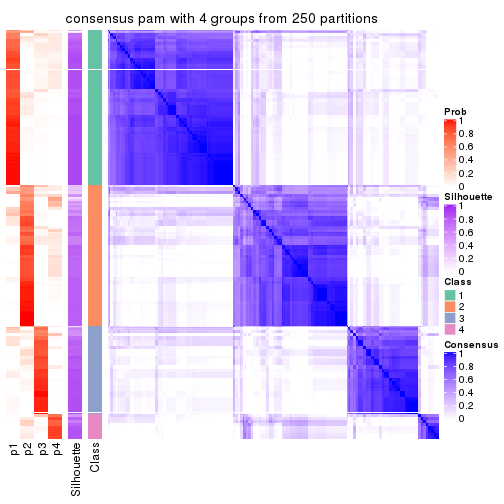 consensus pam with 4 groups from 250 partitions
Prob
1
0.8
0.6
0.4
0.2
0
Silhouette
1
0.8
0.6
0.4
0.2
0
Class
1
2
3
4
Consensus
1
0.8
0.6
0.4
0.2
0
p1
p2
p3
p4
Silhouette
Class